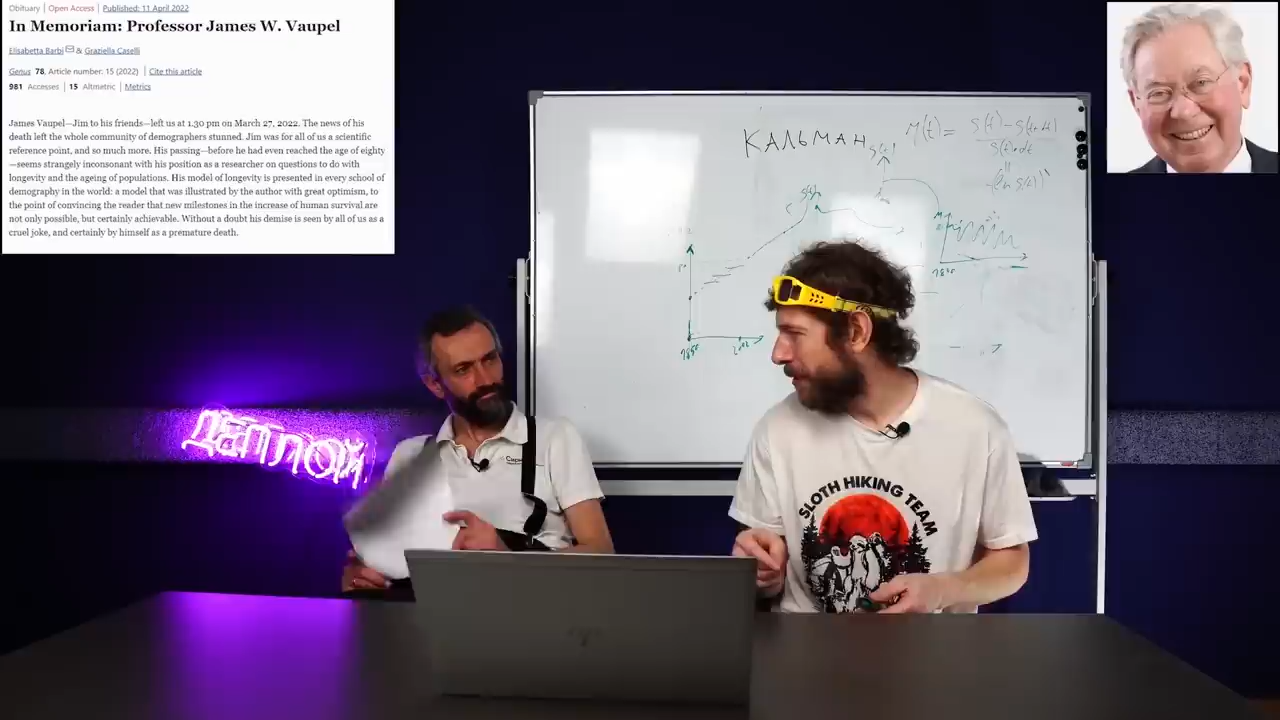 Obituary | Open Access | Published: 11 April 2022
In Memoriam: Professor James W. Vaupel
Elisabetta Barbi & Graziella Caselli
Genus 78, Article number: 15 (2022) | Cite this article
981 Accesses | 15 Altmetric | Metrics
James Vaupel—Jim to his friends—left us at 1.30 pm on March 27, 2022. The news of his
death left the whole community of demographers stunned. Jim was for all of us a scientific
reference point, and so much more. His passing—before he had even reached the age of eighty
—seems strangely inconsonant with his position as a researcher on questions to do with
longevity and the ageing of populations. His model of longevity is presented in every school of
demography in the world: a model that was illustrated by the author with great optimism, to
the point of convincing the reader that new milestones in the increase of human survival are
not only possible, but certainly achievable. Without a doubt his demise is seen by all of us as a
cruel joke, and certainly by himself as a premature death.
КАЛЬМАН
ДЕПЛОЙ
SLOTH HIKING TEAM